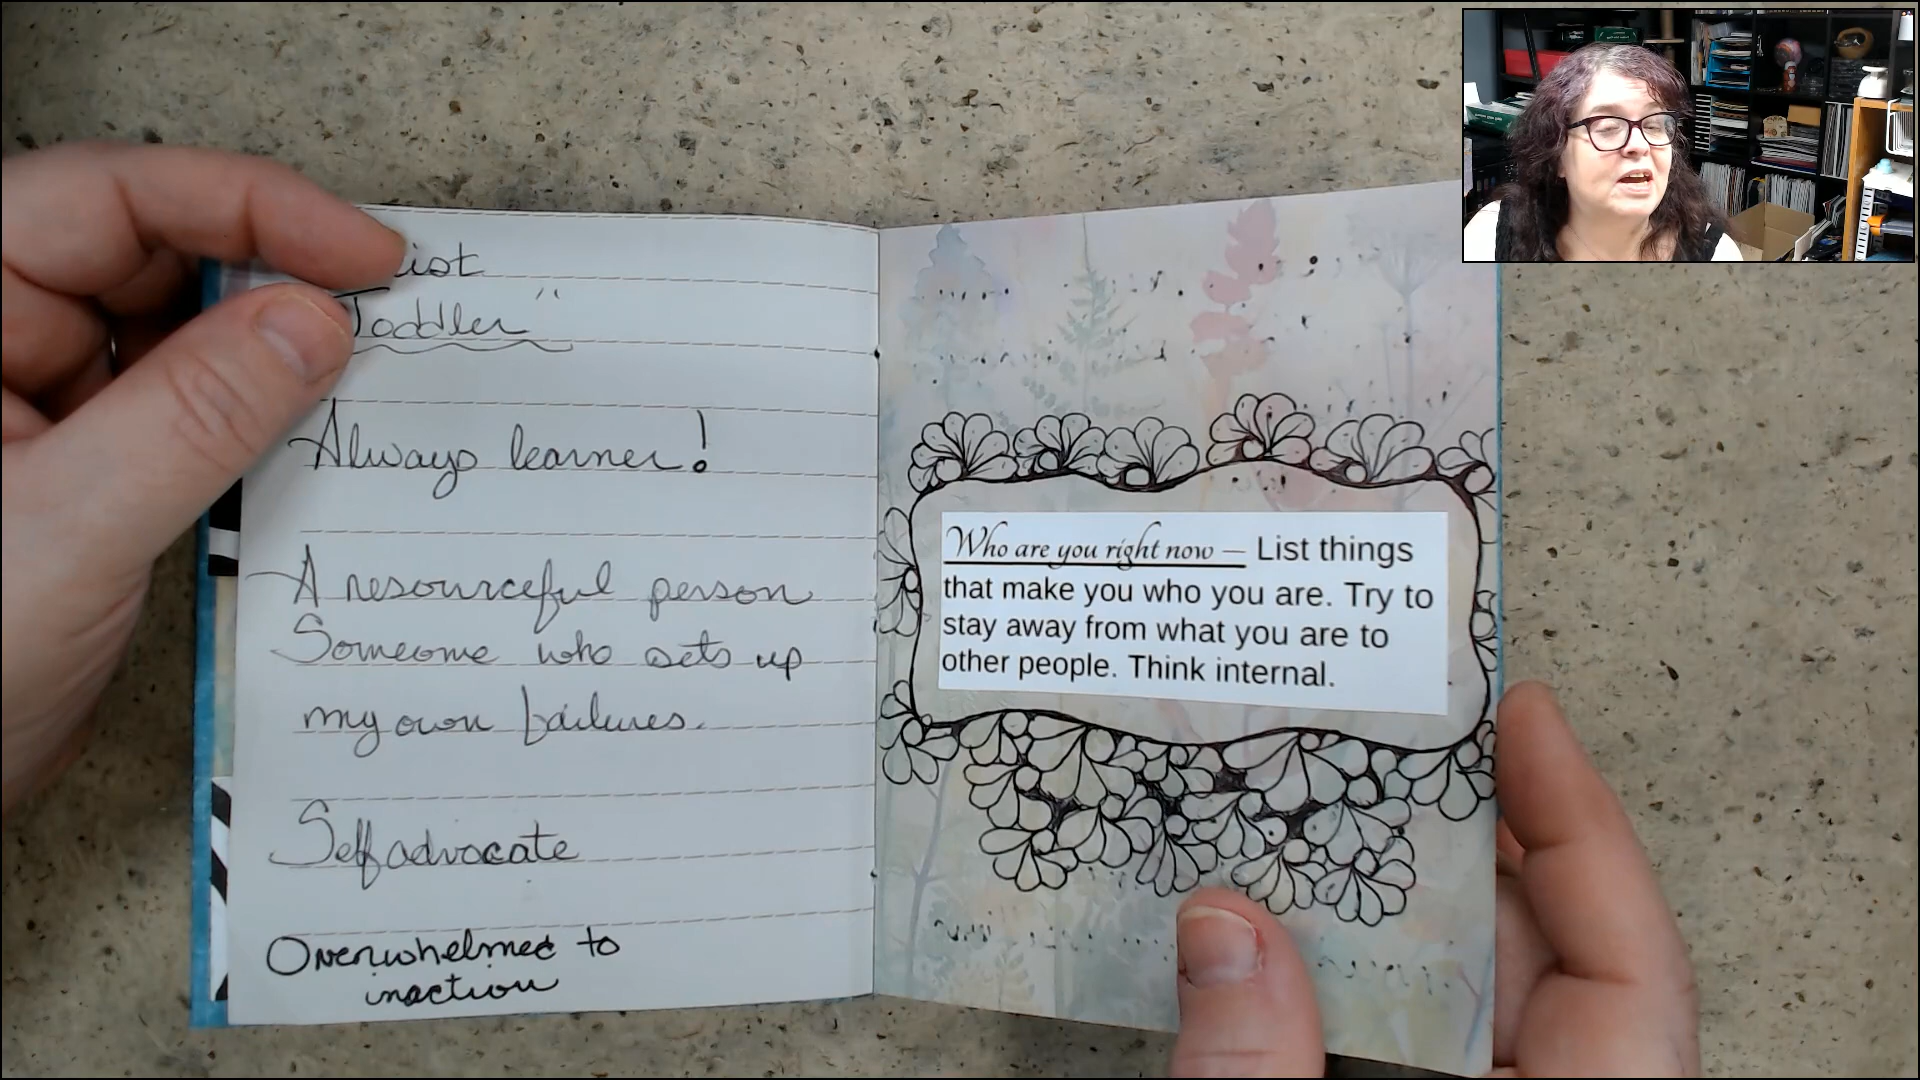 Toddler"
Always learner!
A resourceful person
Someone who sets up
my own failures.
Self advocate
Overwhelmed to
inaction
Who are you right now — List things
that make you who you are. Try to
stay away from what you are to
other people. Think internal.